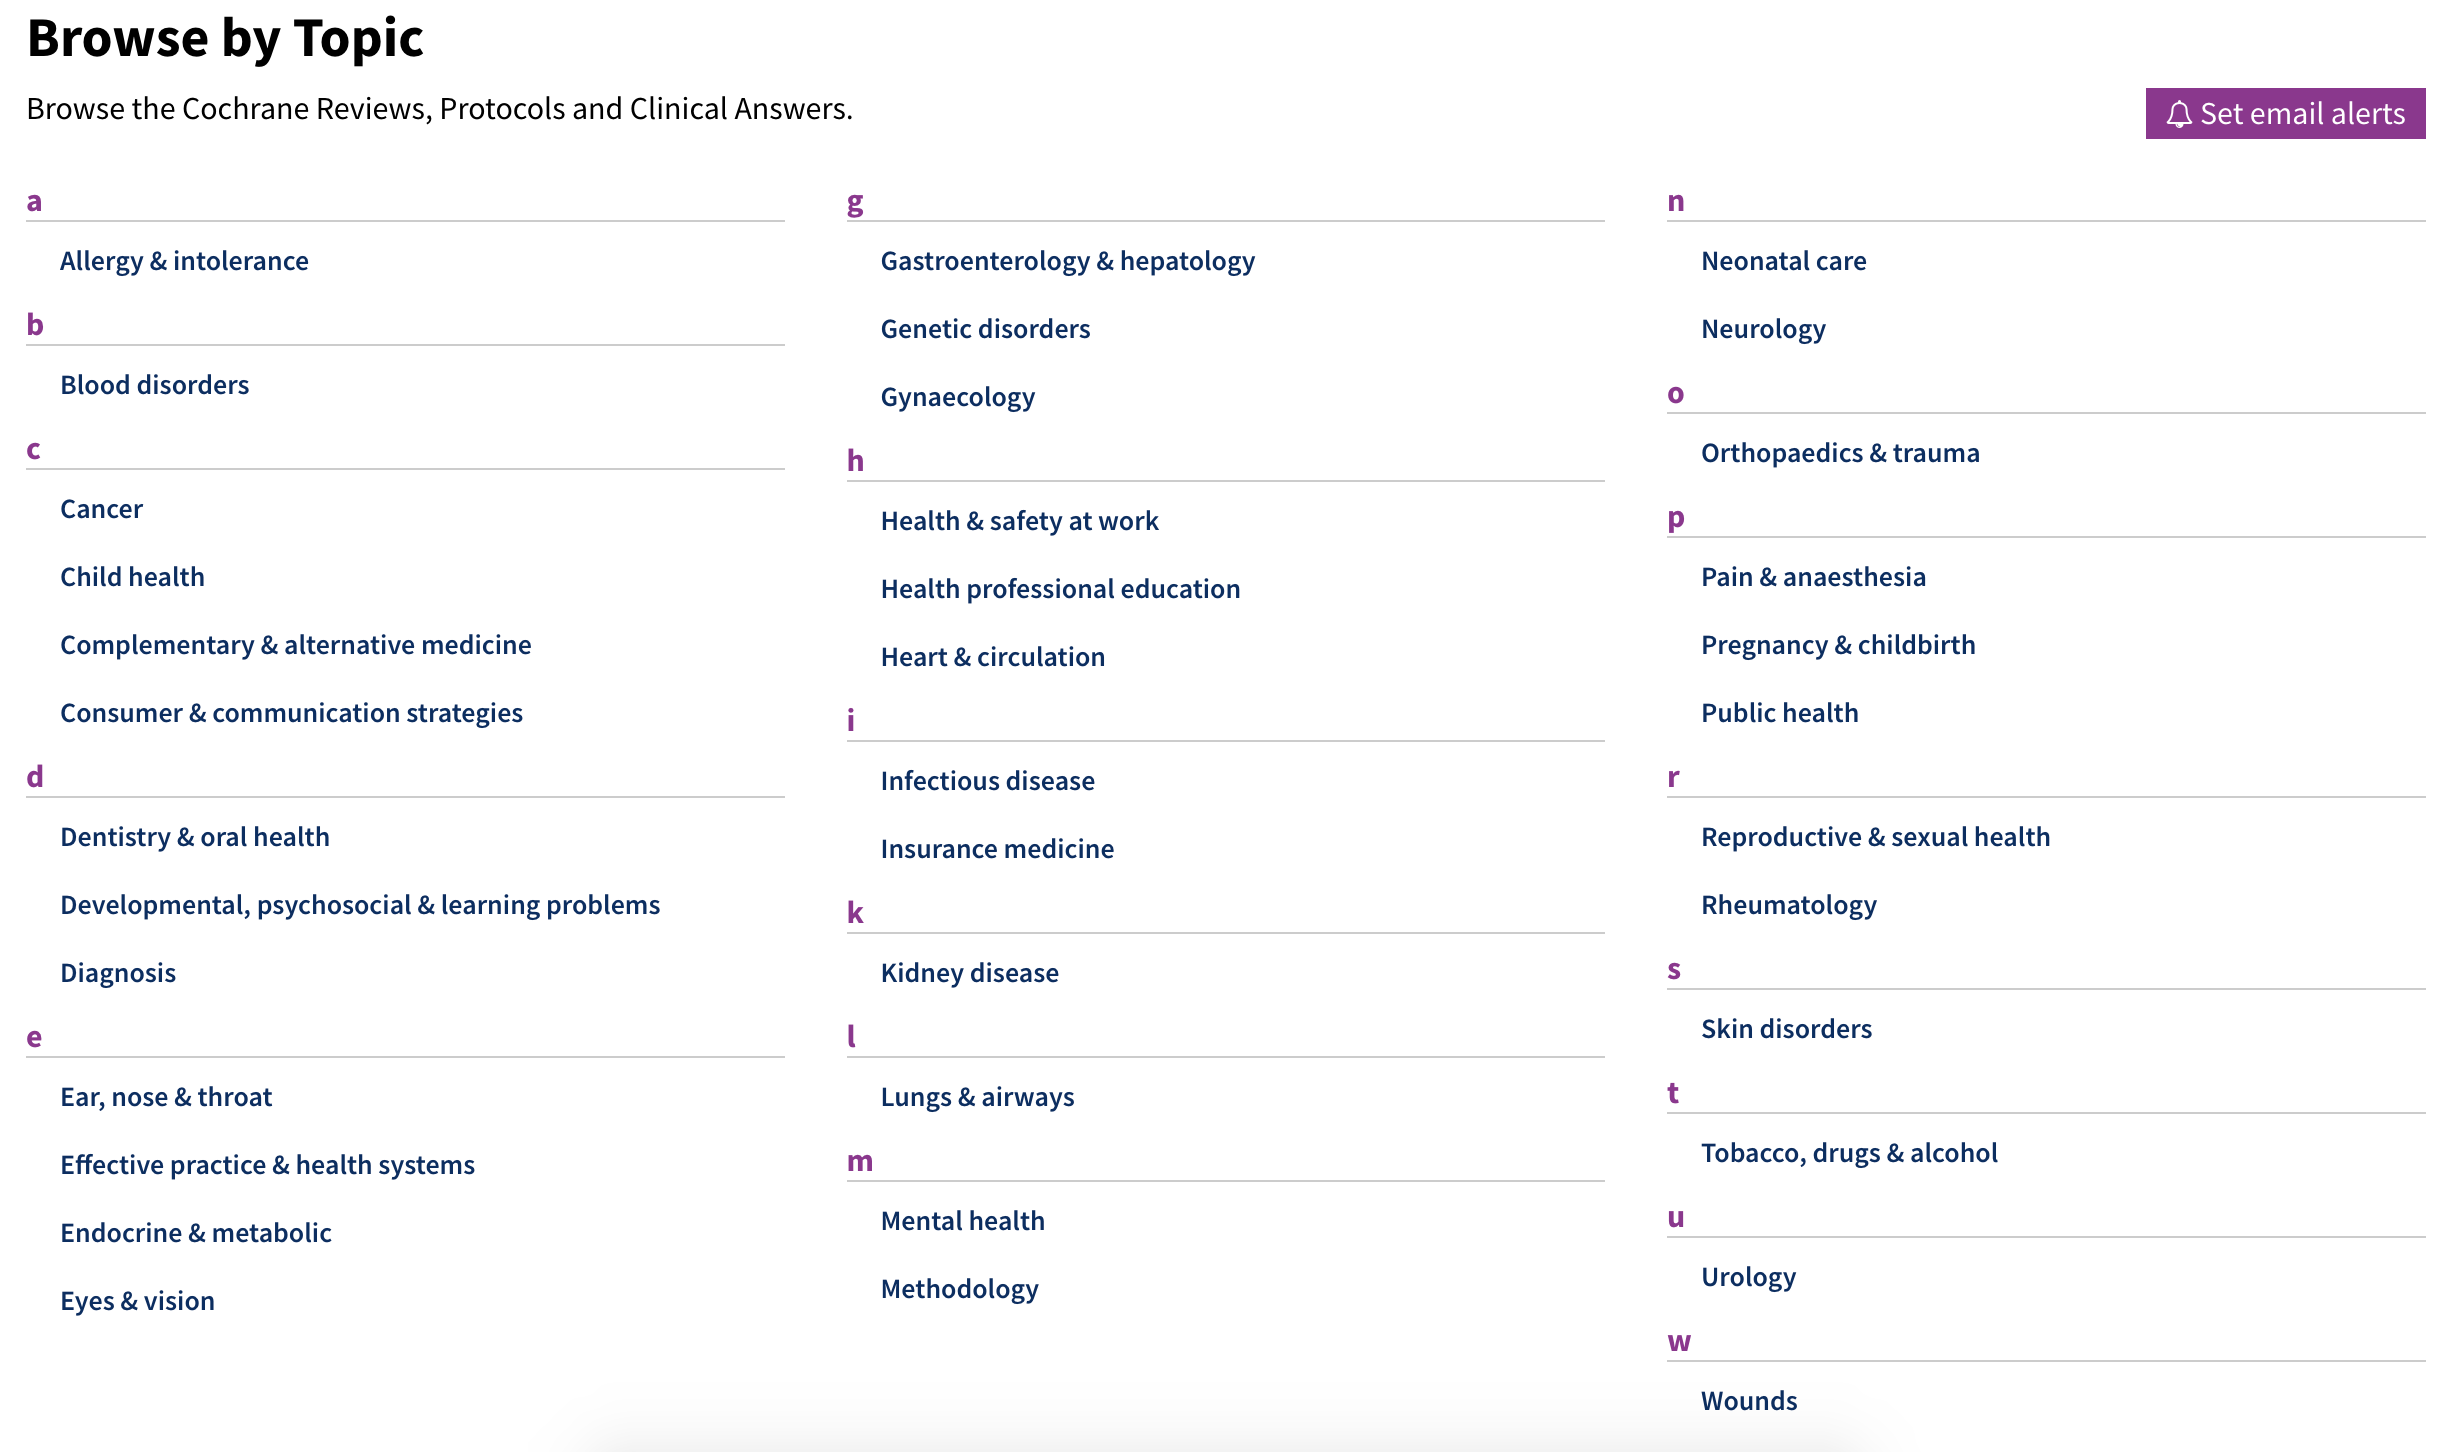 Browse by Topic
Browse the Cochrane Reviews, Protocols and Clinical Answers.
Set email alerts
a
Allergy & intolerance
b
Blood disorders
c
Cancer
Child health
Complementary & alternative medicine
Consumer & communication strategies
d
Dentistry & oral health
Developmental, psychosocial & learning problems
Diagnosis
e
Ear, nose & throat
Effective practice & health systems
Endocrine & metabolic
Eyes & vision
g
Gastroenterology & hepatology
Genetic disorders
Gynaecology
h
Health & safety at work
Health professional education
Heart & circulation
i
Infectious disease
Insurance medicine
k
Kidney disease
l
Lungs & airways
m
Mental health
Methodology
n
Neonatal care
Neurology
o
Orthopaedics & trauma
p
Pain & anaesthesia
Pregnancy & childbirth
Public health
r
Reproductive & sexual health
Rheumatology
s
Skin disorders
t
Tobacco, drugs & alcohol
u
Urology
w
Wounds